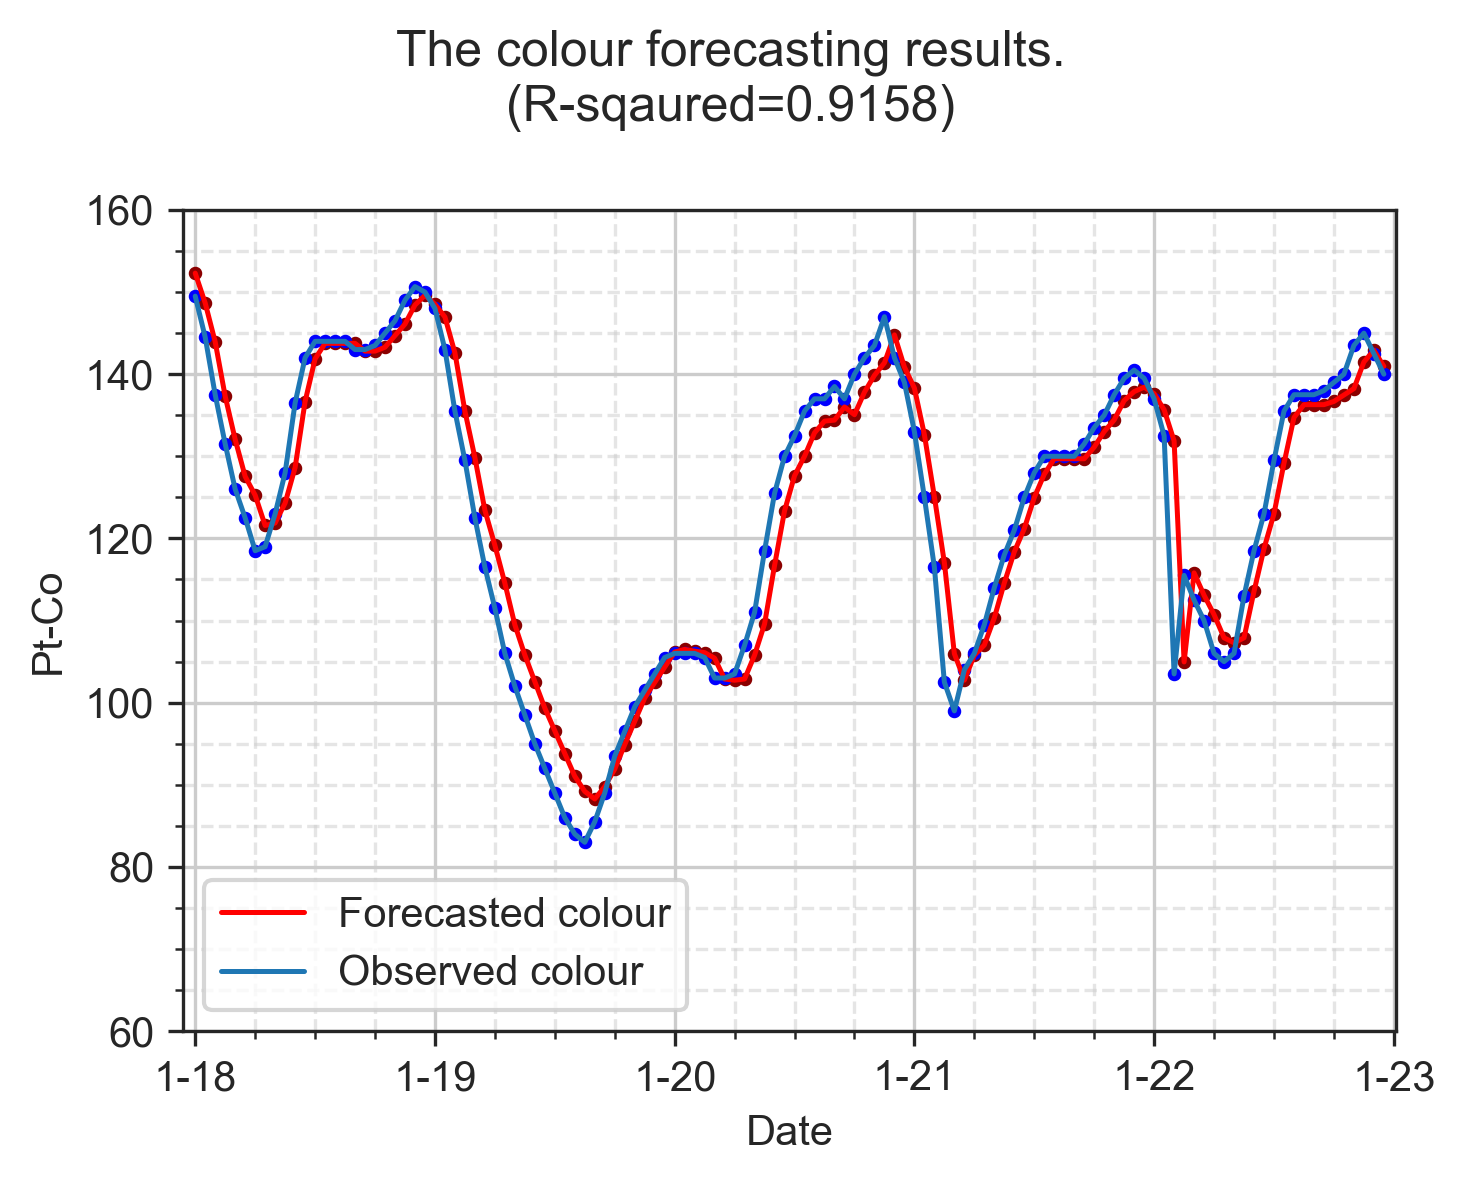 The colour forecasting results.
(R-sqaured=0.9158)
160
140
120
100
80
60
Pt-Co
Forecasted colour
Observed colour
1-18 1-19 1-20 1-21 1-22 1-23
Date